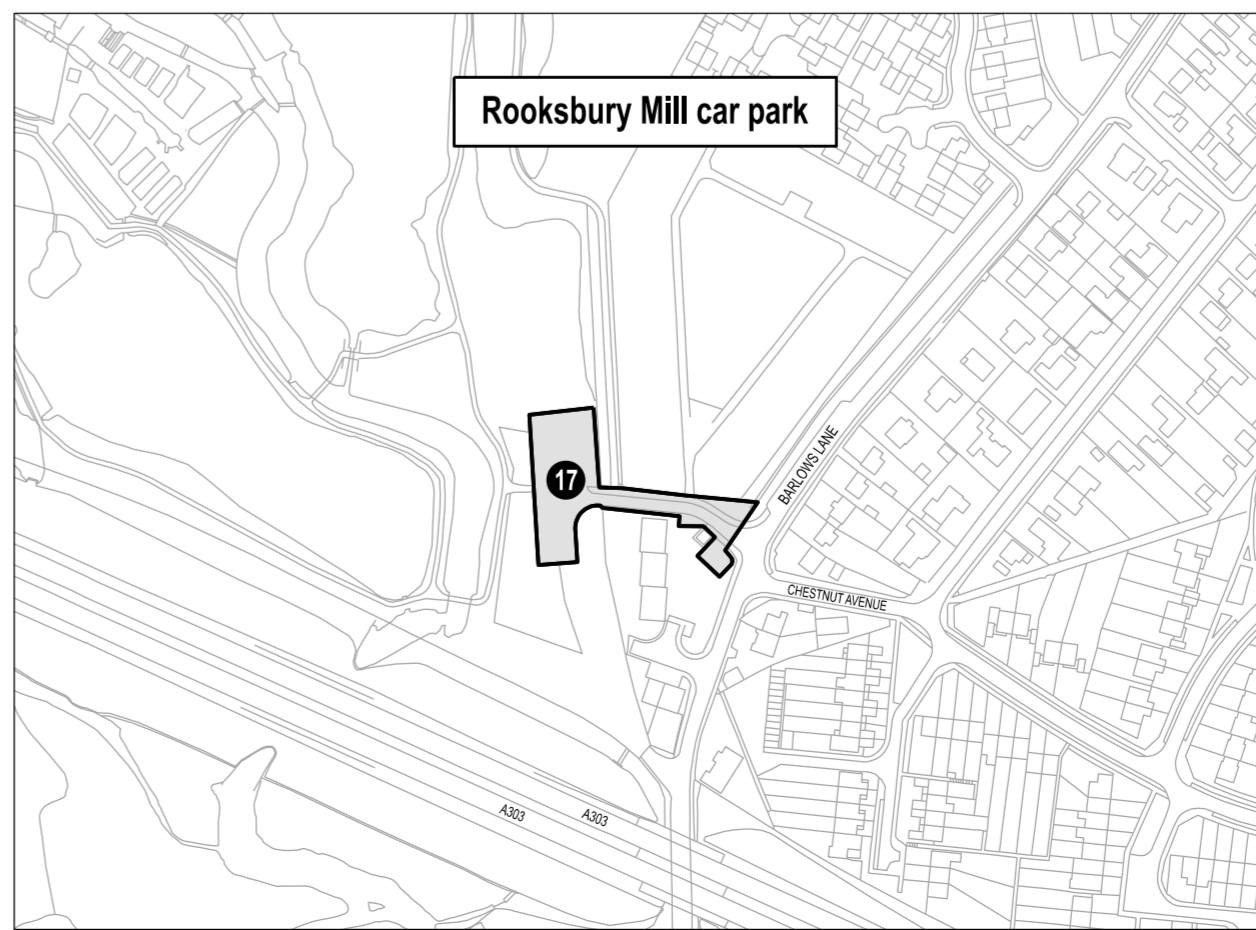 Rooksbury Mill car park
17
BARLOWS LANE
CHESTNUT AVENUE
A303
A303